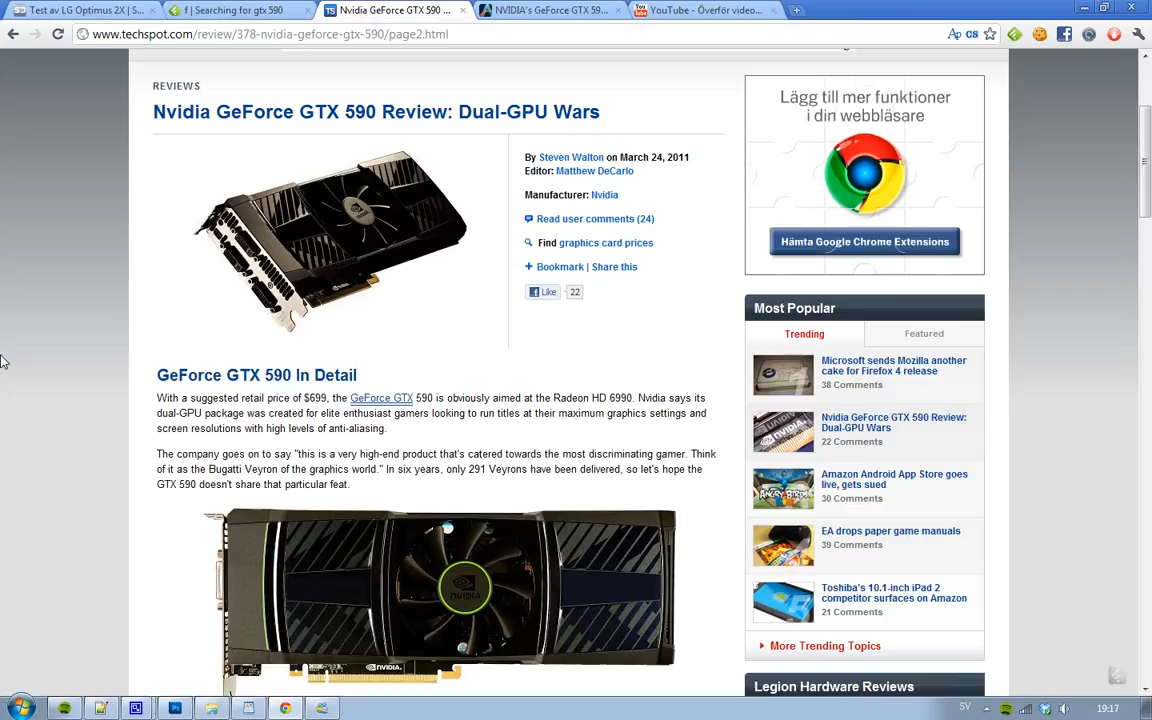 Test av LG Optimus 2X | S...
f | Searching for gtx 590
Nvidia GeForce GTX 590 ...
NVIDIA's GeForce GTX 59...
YouTube - Överför video...
www.techspot.com/review/378-nvidia-geforce-gtx-590/page2.html
REVIEWS
Nvidia GeForce GTX 590 Review: Dual-GPU Wars
By Steven Walton on March 24, 2011
Editor: Matthew DeCarlo
Manufacturer: Nvidia
Read user comments (24)
Find graphics card prices
Bookmark | Share this
Like 22
GeForce GTX 590 In Detail
With a suggested retail price of $699, the GeForce GTX 590 is obviously aimed at the Radeon HD 6990. Nvidia says its
dual-GPU package was created for elite enthusiast gamers looking to run titles at their maximum graphics settings and
screen resolutions with high levels of anti-aliasing.
The company goes on to say "this is a very high-end product that's catered towards the most discriminating gamer. Think
of it as the Bugatti Veyron of the graphics world." In six years, only 291 Veyrons have been delivered, so let's hope the
GTX 590 doesn't share that particular feat.
NVIDIA
NVIDIA.
Lägg till mer funktioner
i din webbläsare
Hämta Google Chrome Extensions
Most Popular
Trending
Featured
Microsoft sends Mozilla another
cake for Firefox 4 release
38 Comments
Nvidia GeForce GTX 590 Review:
Dual-GPU Wars
22 Comments
Amazon Android App Store goes
live, gets sued
30 Comments
EA drops paper game manuals
39 Comments
Toshiba's 10.1-inch iPad 2
competitor surfaces on Amazon
21 Comments
More Trending Topics
Legion Hardware Reviews
SV
19:17